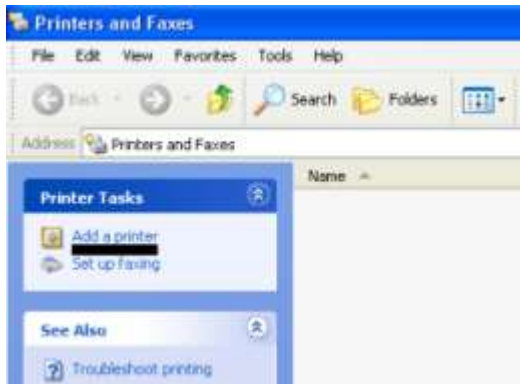 Printers and Faxes
File Edit View Favorites Tools Help
Back Search Folders
Address Printers and Faxes
Name
Printer Tasks
Add a printer
Set up faxing
See Also
Troubleshoot printing